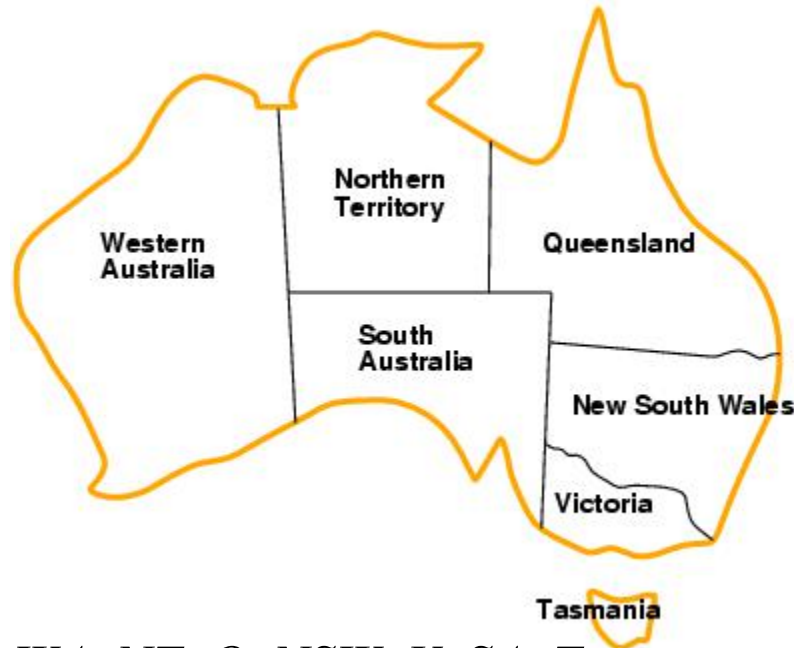 Northern
Territory
Western
Australia
Queensland
South
Australia
New South Wales
Victoria
Tasmania